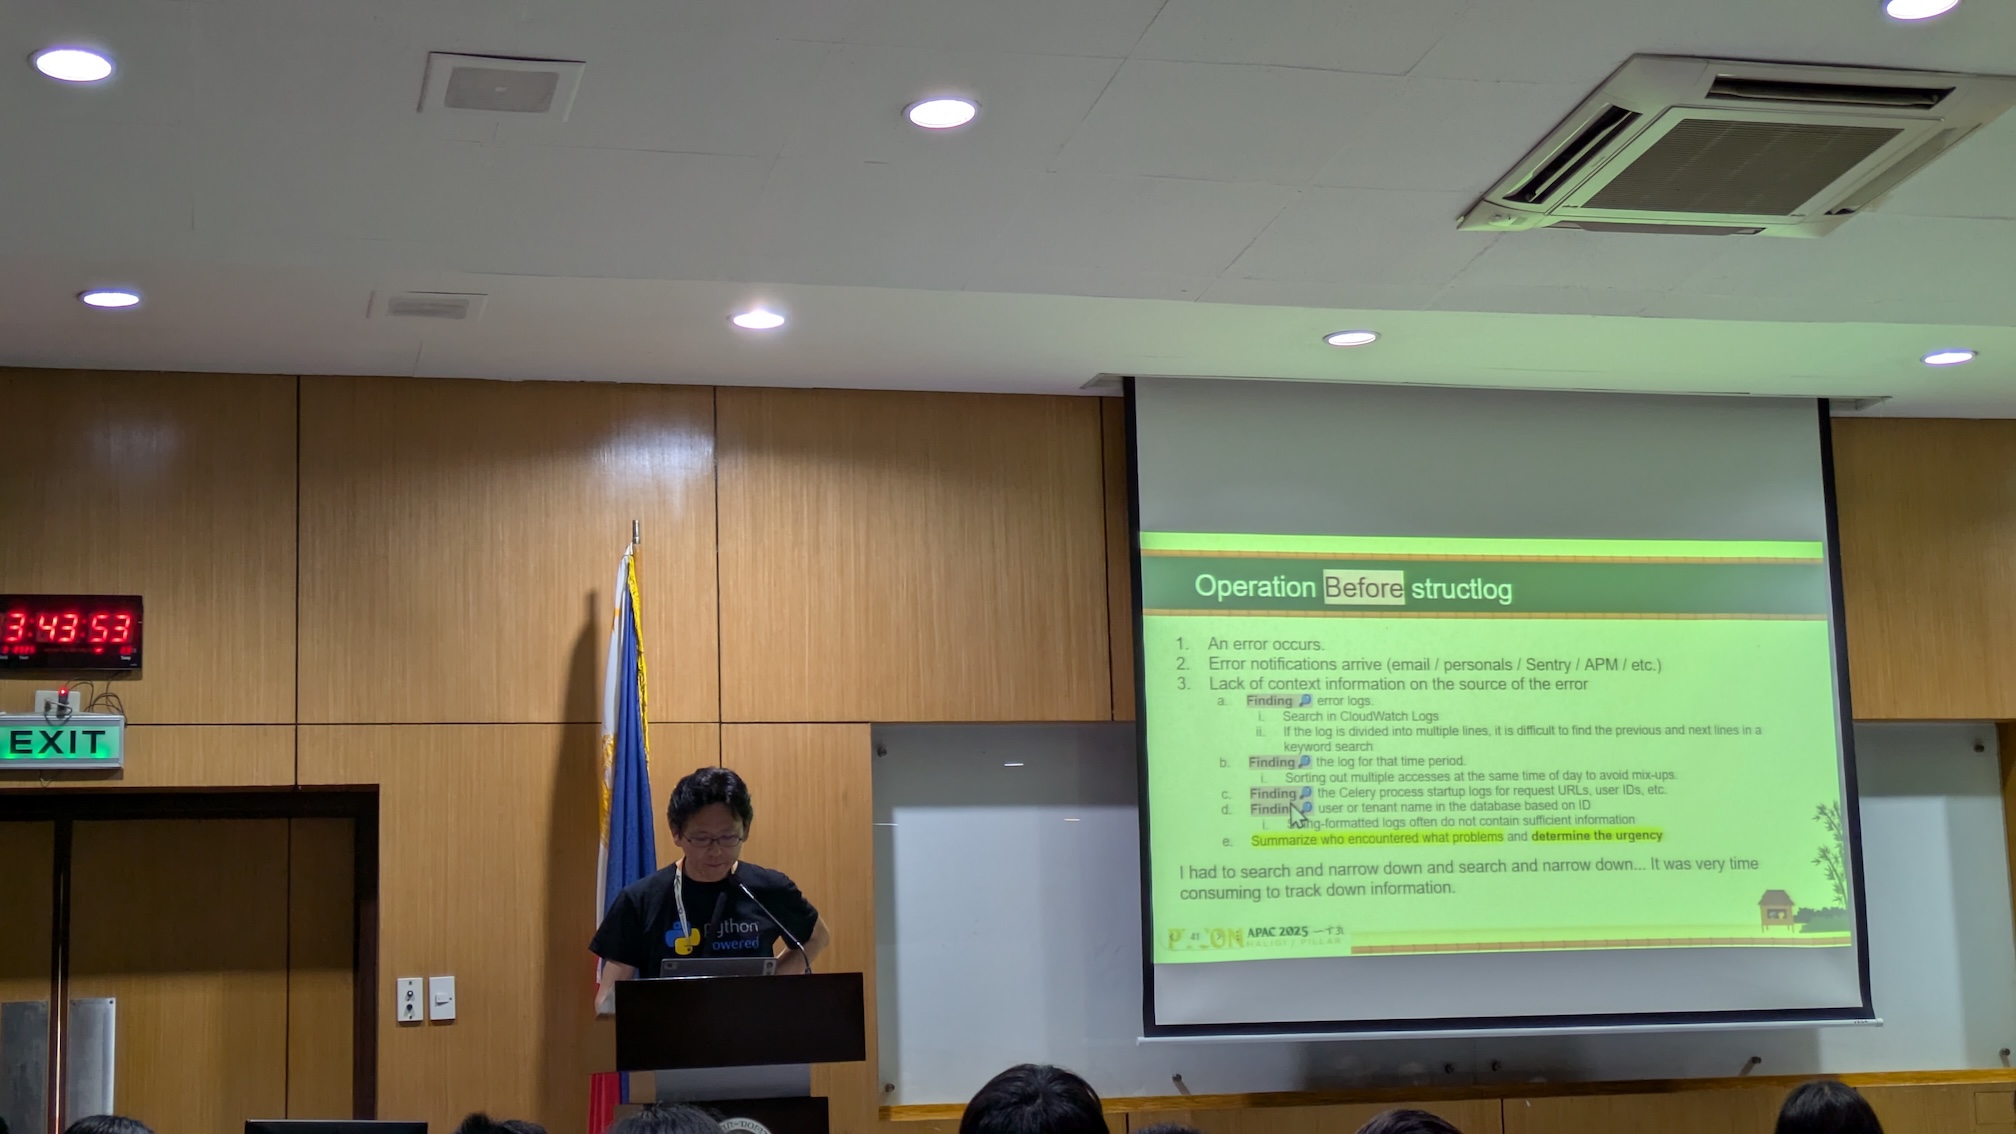 3:43:53
EXIT
python
powered
Operation Before structlog
1. An error occurs.
2. Error notifications arrive (email / personals / Sentry / APM / etc.)
3. Lack of context information on the source of the error
a. Finding 🔎 error logs.
i. Search in CloudWatch Logs
ii. If the log is divided into multiple lines, it is difficult to find the previous and next lines in a
keyword search
b. Finding 🔎 the log for that time period.
i. Sorting out multiple accesses at the same time of day to avoid mix-ups.
c. Finding 🔎 the Celery process startup logs for request URLs, user IDs, etc.
d. Finding 🔎 user or tenant name in the database based on ID
i. String-formatted logs often do not contain sufficient information
e. Summarize who encountered what problems and determine the urgency
I had to search and narrow down and search and narrow down... It was very time
consuming to track down information.
41
APAC 2025
HALIGI / PILLAR